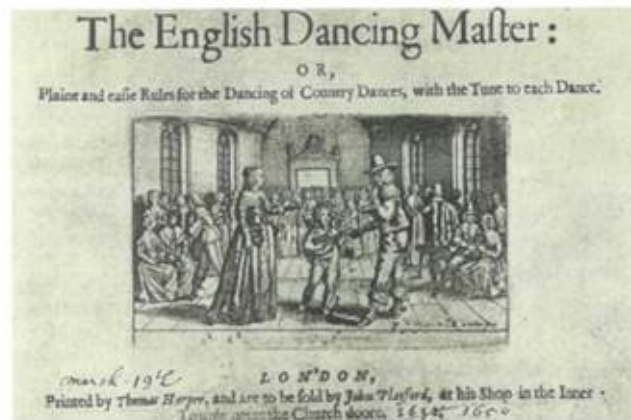 The English Dancing Maſter:
OR,
Plaine and eaſie Rules for the Dancing of Country Dances, with the Tune to each Dance.
march 19th
LONDON,
Printed by Thomas Harper, and are to be ſold by John Playford, at his Shop in the Inner
Temple neere the Church doore. 1650